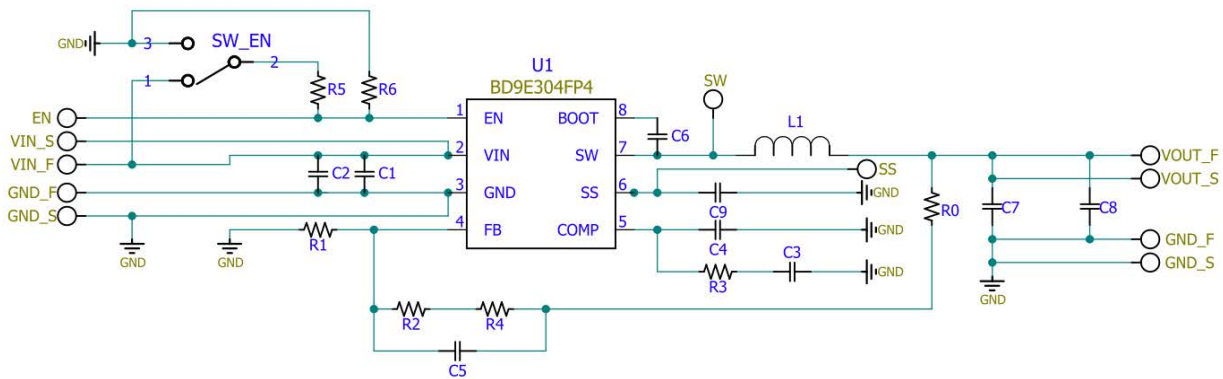 GND
3
SW_EN
2
1
R5
R6
U1
BD9E304FP4
EN
VIN_S
VIN_F
GND_F
GND_S
C2
C1
GND
GND
R1
1
EN
2
VIN
3
GND
4
FB
8
BOOT
7
SW
6
SS
5
COMP
C6
SW
L1
SS
C9
GND
C4
GND
R3
C3
GND
R0
C7
C8
GND
VOUT_F
VOUT_S
GND_F
GND_S
R2
R4
C5